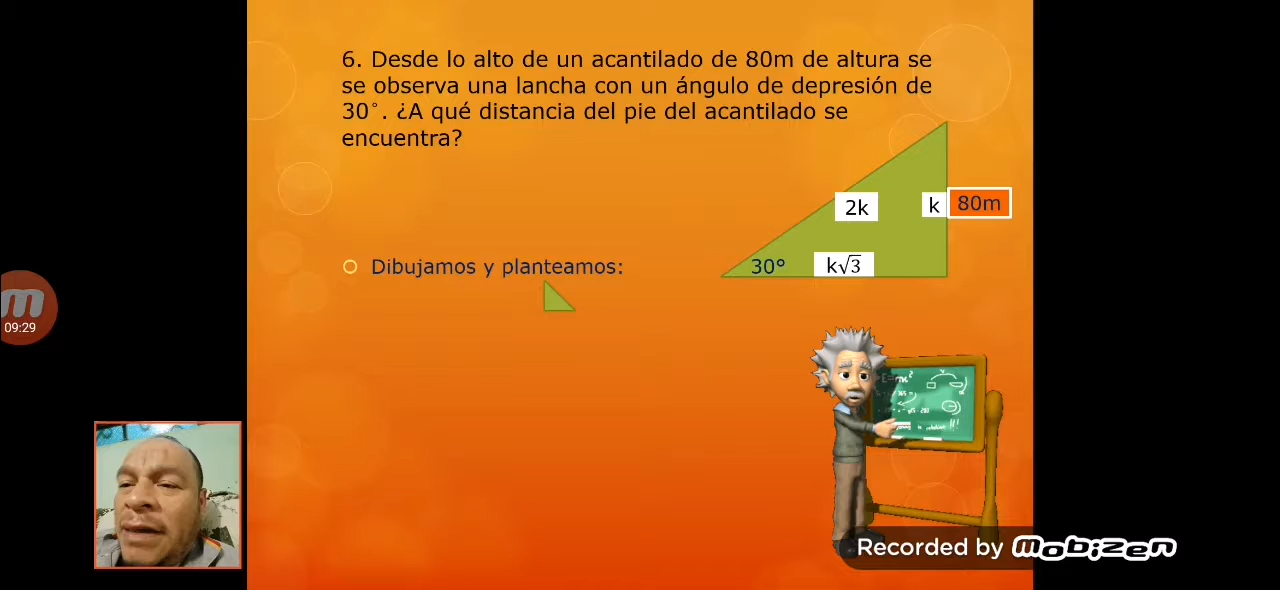 6. Desde lo alto de un acantilado de 80m de altura se
se observa una lancha con un ángulo de depresión de
30°. ¿A qué distancia del pie del acantilado se
encuentra?
2k
k
80m
Dibujamos y planteamos:
30°
k√3
09:29
E=mc²
Recorded by Mobizen